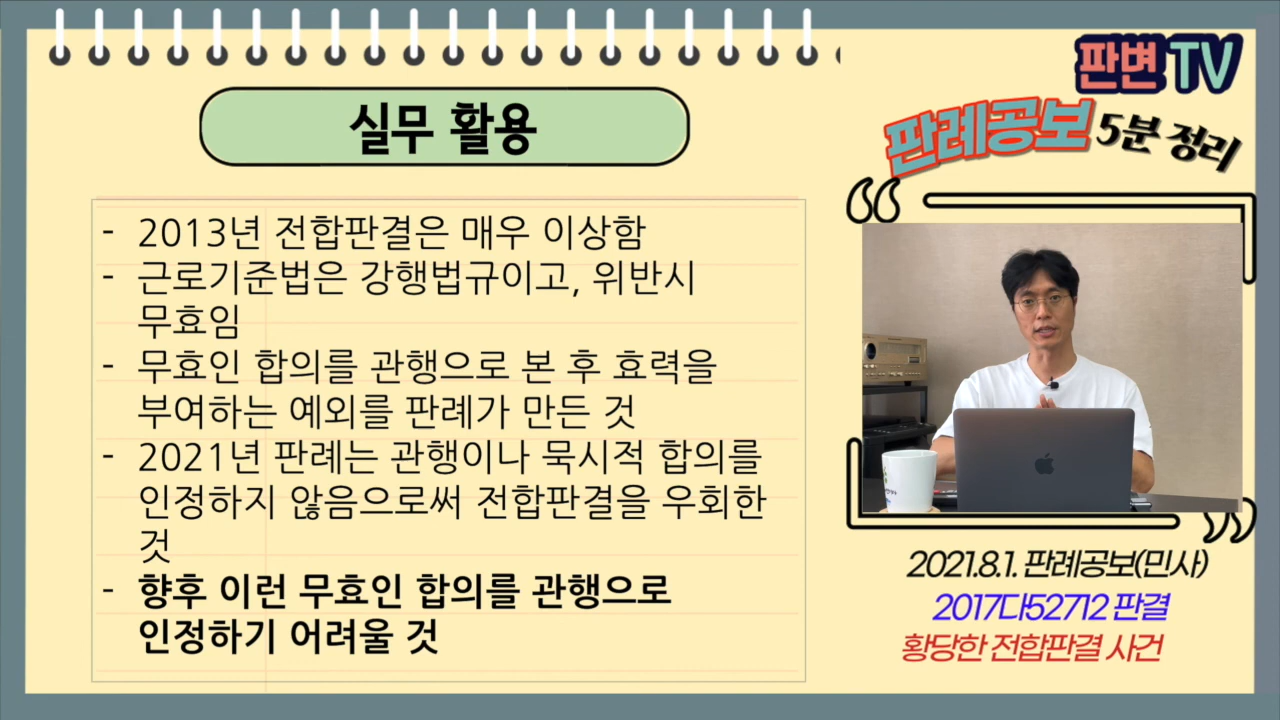 판변 TV
판례공보 5분 정리
실무 활용
- 2013년 전합판결은 매우 이상함
- 근로기준법은 강행법규이고, 위반시
무효임
- 무효인 합의를 관행으로 본 후 효력을
부여하는 예외를 판례가 만든 것
- 2021년 판례는 관행이나 묵시적 합의를
인정하지 않음으로써 전합판결을 우회한
것
- 향후 이런 무효인 합의를 관행으로
인정하기 어려울 것
2021.8.1. 판례공보(민사)
2017다52712 판결
황당한 전합판결 사건